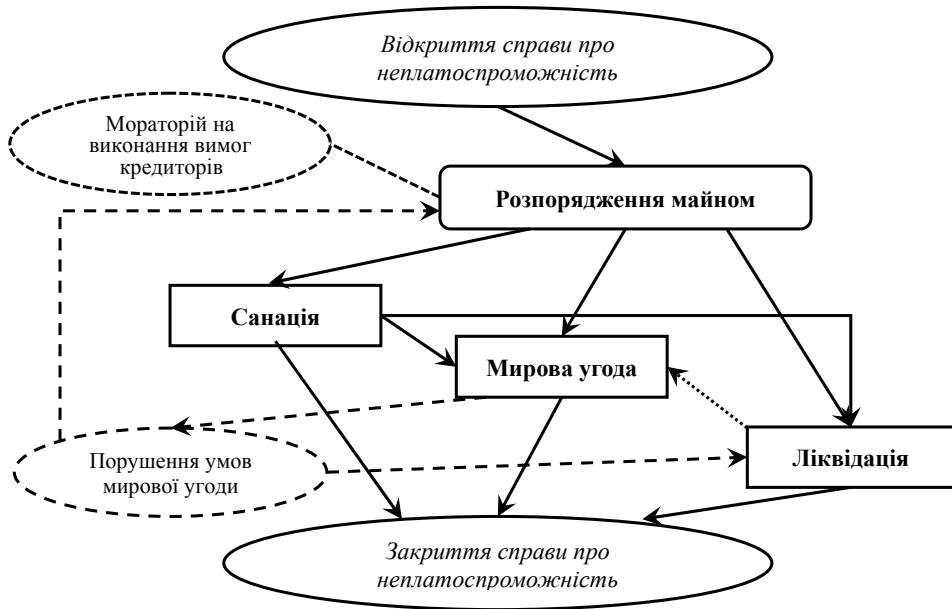 Відкриття справи про
неплатоспроможність
Мораторій на
виконання вимог
кредиторів
Розпорядження майном
Санація
Мирова угода
Порушення умов
мирової угоди
Ліквідація
Закриття справи про
неплатоспроможність